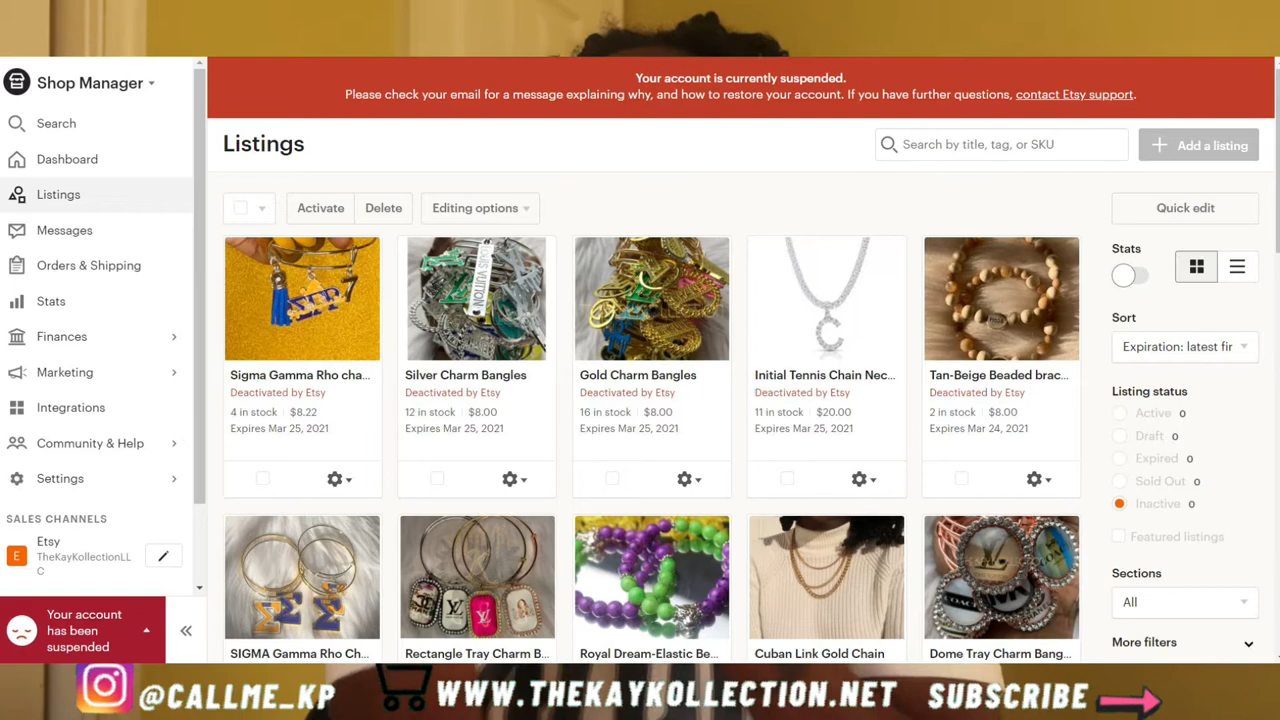 Shop Manager
Your account is currently suspended.
Please check your email for a message explaining why, and how to restore your account. If you have further questions, contact Etsy support.
Search
Dashboard
Listings
Messages
Orders & Shipping
Stats
Finances
Marketing
Integrations
Community & Help
Settings
SALES CHANNELS
E
Etsy
TheKayKollectionLL
C
Your account
has been
suspended
Listings
Search by title, tag, or SKU
Add a listing
Activate
Delete
Editing options
Quick edit
LOUIS VUITTON
Sigma Gamma Rho cha...
Deactivated by Etsy
4 in stock $8.22
Expires Mar 25, 2021
Silver Charm Bangles
Deactivated by Etsy
12 in stock $8.00
Expires Mar 25, 2021
Gold Charm Bangles
Deactivated by Etsy
16 in stock $8.00
Expires Mar 25, 2021
Initial Tennis Chain Nec...
Deactivated by Etsy
11 in stock $20.00
Expires Mar 25, 2021
Tan-Beige Beaded brac...
Deactivated by Etsy
2 in stock $8.00
Expires Mar 24, 2021
COACH
SIGMA Gamma Rho Ch...
Rectangle Tray Charm B...
Royal Dream-Elastic Be...
Cuban Link Gold Chain
Dome Tray Charm Bang...
Stats
Sort
Expiration: latest fir
Listing status
Active 0
Draft 0
Expired 0
Sold Out 0
Inactive 0
Featured listings
Sections
All
More filters
@CALLME_KP
WWW.THEKAYKOLLECTION.NET
SUBSCRIBE